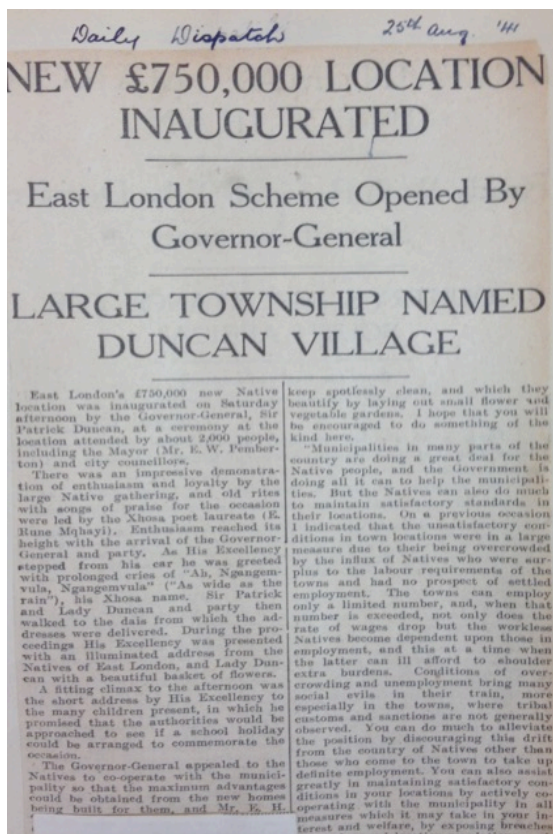 Daily Dispatch 25th Aug. '41
NEW £750,000 LOCATION
INAUGURATED
East London Scheme Opened By
Governor-General
LARGE TOWNSHIP NAMED
DUNCAN VILLAGE
East London's £750,000 new Native
location was inaugurated on Saturday
afternoon by the Governor-General, Sir
Patrick Duncan, at a ceremony at the
location attended by about 2,000 people,
including the Mayor (Mr. E. W. Pember-
ton) and city councillors.
There was an impressive demonstra-
tion of enthusiasm and loyalty by the
large Native gathering, and old rites
with songs of praise for the occasion
were led by the Xhosa poet laureate (E.
Rune Mqhayi). Enthusiasm reached its
height with the arrival of the Governor-
General and party. As His Excellency
stepped from his car he was greeted
with prolonged cries of "Ah, Ngangem-
vula, Ngangemvula" ("As wide as the
rain"), his Xhosa name. Sir Patrick
and Lady Duncan and party then
walked to the dais from which the ad-
dresses were delivered. During the pro-
ceedings His Excellency was presented
with an illuminated address from the
Natives of East London, and Lady Dun-
can with a beautiful basket of flowers.
A fitting climax to the afternoon was
the short address by His Excellency to
the many children present, in which he
promised that the authorities would be
approached to see if a school holiday
could be arranged to commemorate the
occasion.
The Governor-General appealed to the
Natives to co-operate with the munici-
pality so that the maximum advantages
could be obtained from the new homes
being built for them, and Mr. E. H.
keep spotlessly clean, and which they
beautify by laying out small flower and
vegetable gardens. I hope that you will
be encouraged to do something of the
kind here.
"Municipalities in many parts of the
country are doing a great deal for the
Native people, and the Government is
doing all it can to help the municipali-
ties. But the Natives can also do much
to maintain satisfactory standards in
their locations. On a previous occasion
I indicated that the unsatisfactory con-
ditions in town locations were in a large
measure due to their being overcrowded
by the influx of Natives who were sur-
plus to the labour requirements of the
towns and had no prospect of settled
employment. The towns can employ
only a limited number, and, when that
number is exceeded, not only does the
rate of wages drop but the workless
Natives become dependent upon those in
employment, and this at a time when
the latter can ill afford to shoulder
extra burdens. Conditions of over-
crowding and unemployment bring many
social evils in their train, more
especially in the towns, where tribal
customs and sanctions are not generally
observed. You can do much to alleviate
the position by discouraging this drift
from the country of Natives other than
those who come to the town to take up
definite employment. You can also assist
greatly in maintaining satisfactory con-
ditions in your locations by actively co-
operating with the municipality in all
measures which it may take in your in-
terest and welfare, by exposing breaches